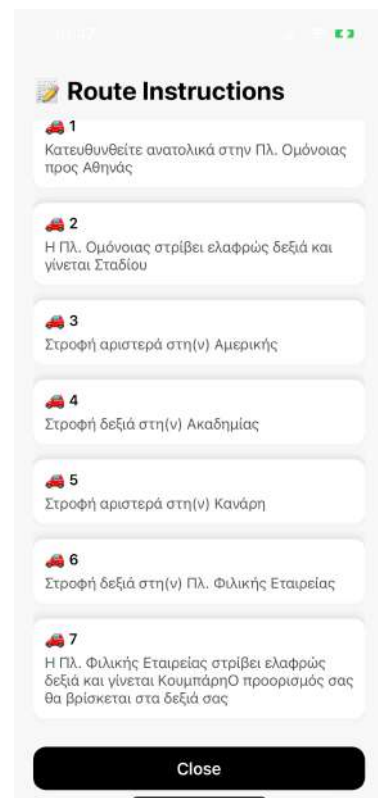 Route Instructions
1
Κατευθυνθείτε ανατολικά στην Πλ. Ομόνοιας
προς Αθηνάς
2
Η Πλ. Ομόνοιας στρίβει ελαφρώς δεξιά και
γίνεται Σταδίου
3
Στροφή αριστερά στη(ν) Αμερικής
4
Στροφή δεξιά στη(ν) Ακαδημίας
5
Στροφή αριστερά στη(ν) Κανάρη
6
Στροφή δεξιά στη(ν) Πλ. Φιλικής Εταιρείας
7
Η Πλ. Φιλικής Εταιρείας στρίβει ελαφρώς
δεξιά και γίνεται ΚουμπάρηΟ προορισμός σας
θα βρίσκεται στα δεξιά σας
Close